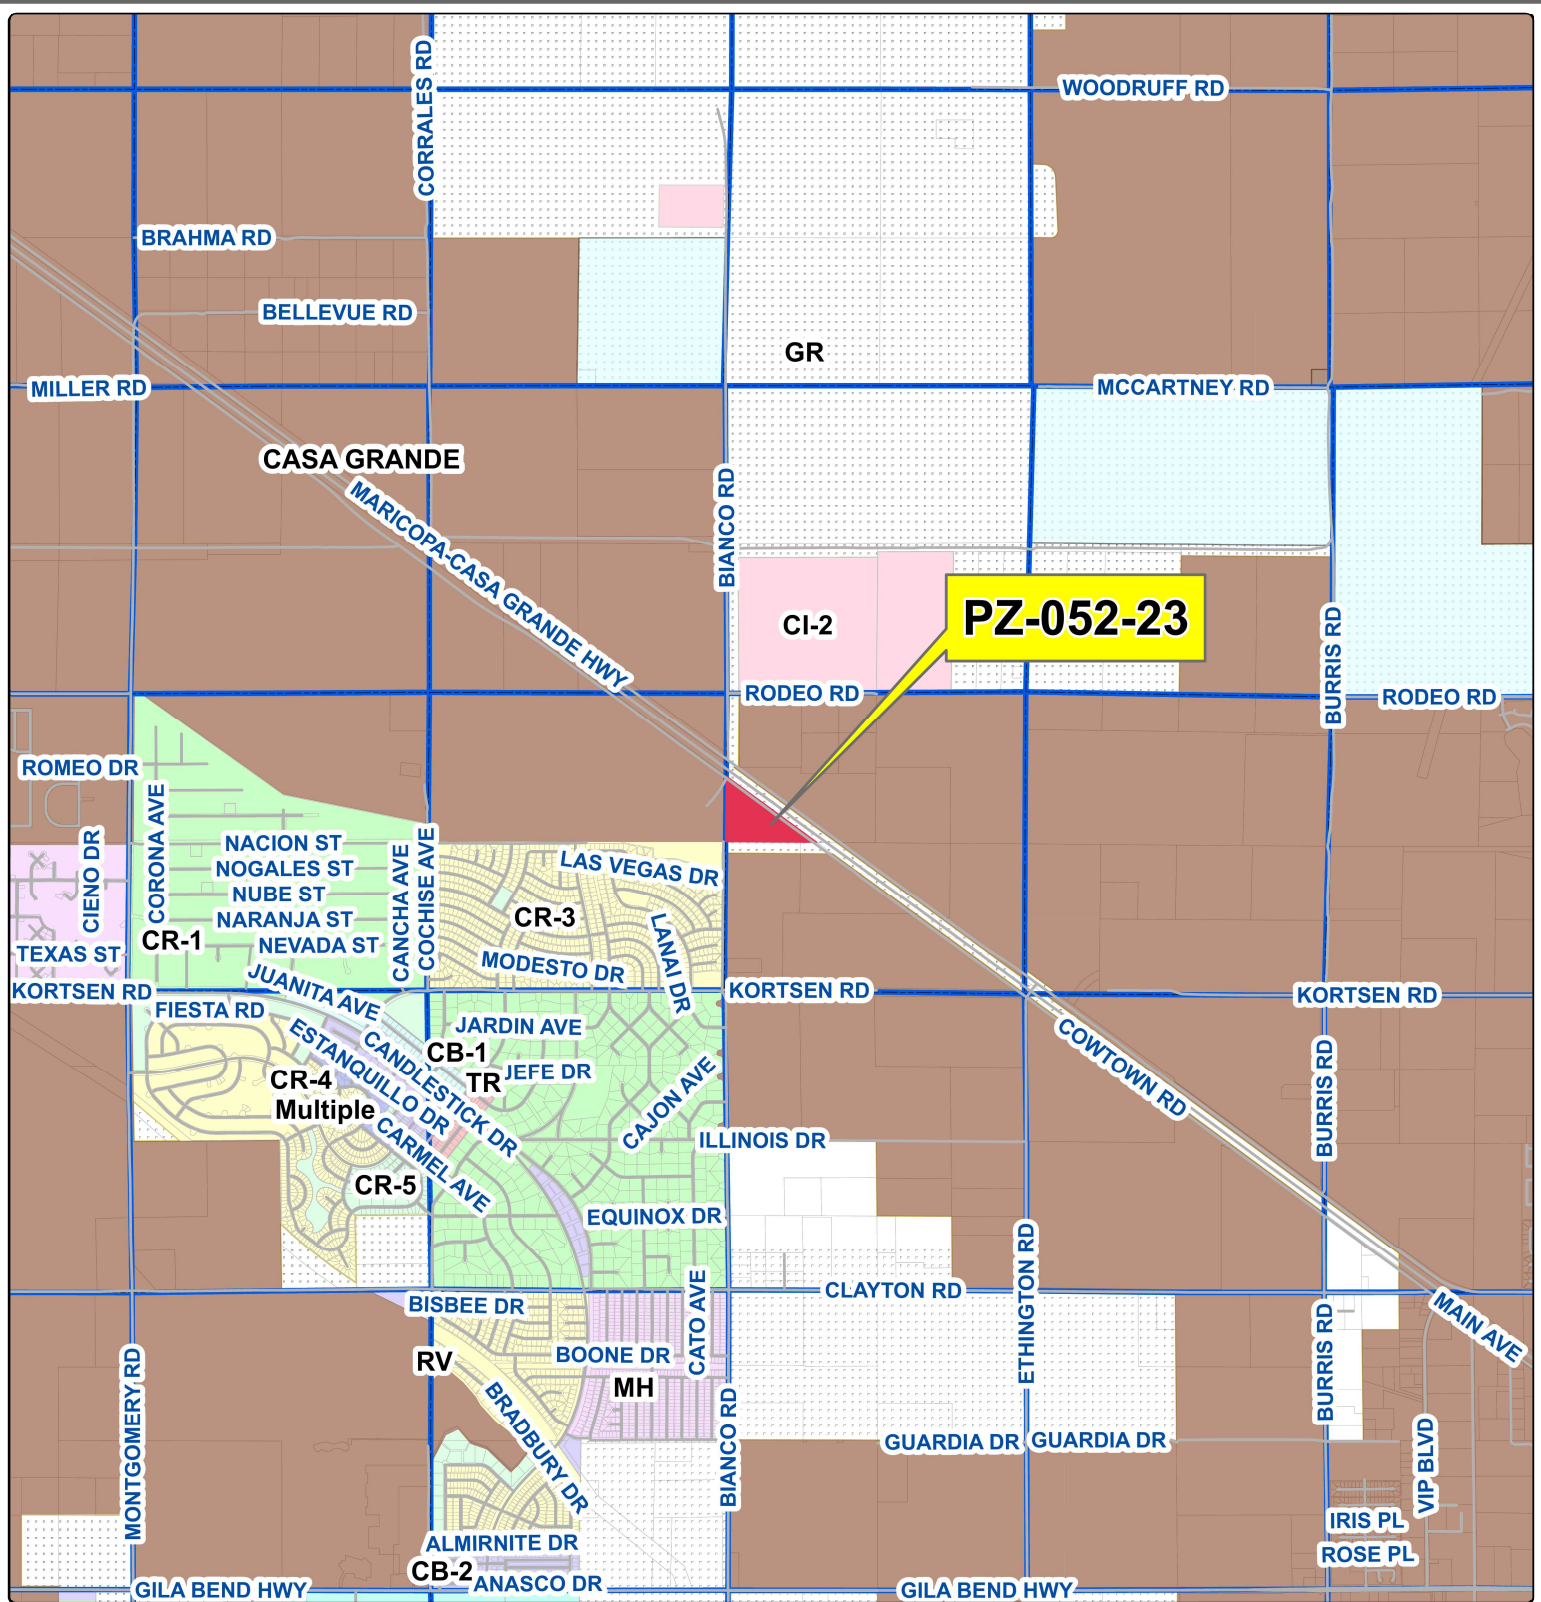 WOODRUFF RD
CORRALES RD
BRAHMA RD
BELLEVUE RD
GR
MILLER RD
MCCARTNEY RD
CASA GRANDE
MARICOPA-CASA GRANDE HWY
BIANCO RD
PZ-052-23
CI-2
BURRIS RD
RODEO RD
RODEO RD
ROMEO DR
CORONA AVE
CIENO DR
NACION ST
NOGALES ST
NUBE ST
NARANJA ST
NEVADA ST
CANCHA AVE
COCHISE AVE
LAS VEGAS DR
CR-3
LANAI DR
CR-1
TEXAS ST
MODESTO DR
KORTSEN RD
JUANITA AVE
KORTSEN RD
KORTSEN RD
FIESTA RD
ESTANQUILLO DR
CANDLESTICK DR
JARDIN AVE
CB-1
TR
JEFE DR
CR-4
Multiple
CAJON AVE
COWTOWN RD
BURRIS RD
CARMEL AVE
ILLINOIS DR
CR-5
EQUINOX DR
ETHINGTON RD
CATO AVE
CLAYTON RD
BISBEE DR
MAIN AVE
BURRIS RD
BOONE DR
RV
MH
MONTGOMERY RD
BRADBURY DR
BIANCO RD
GUARDIA DR
GUARDIA DR
VIP BLVD
IRIS PL
ALMIRNITE DR
ROSE PL
CB-2
ANASCO DR
GILA BEND HWY
GILA BEND HWY